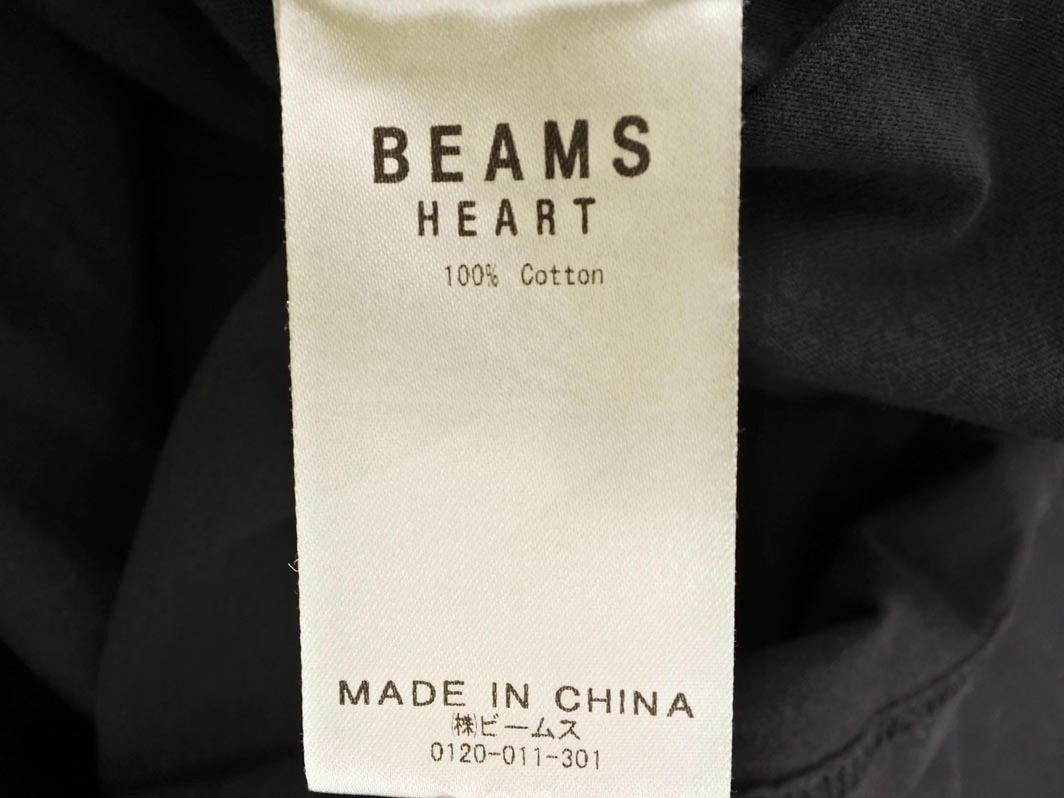 BEAMS
HEART
100% Cotton
MADE IN CHINA
㈱ビームス
0120-011-301